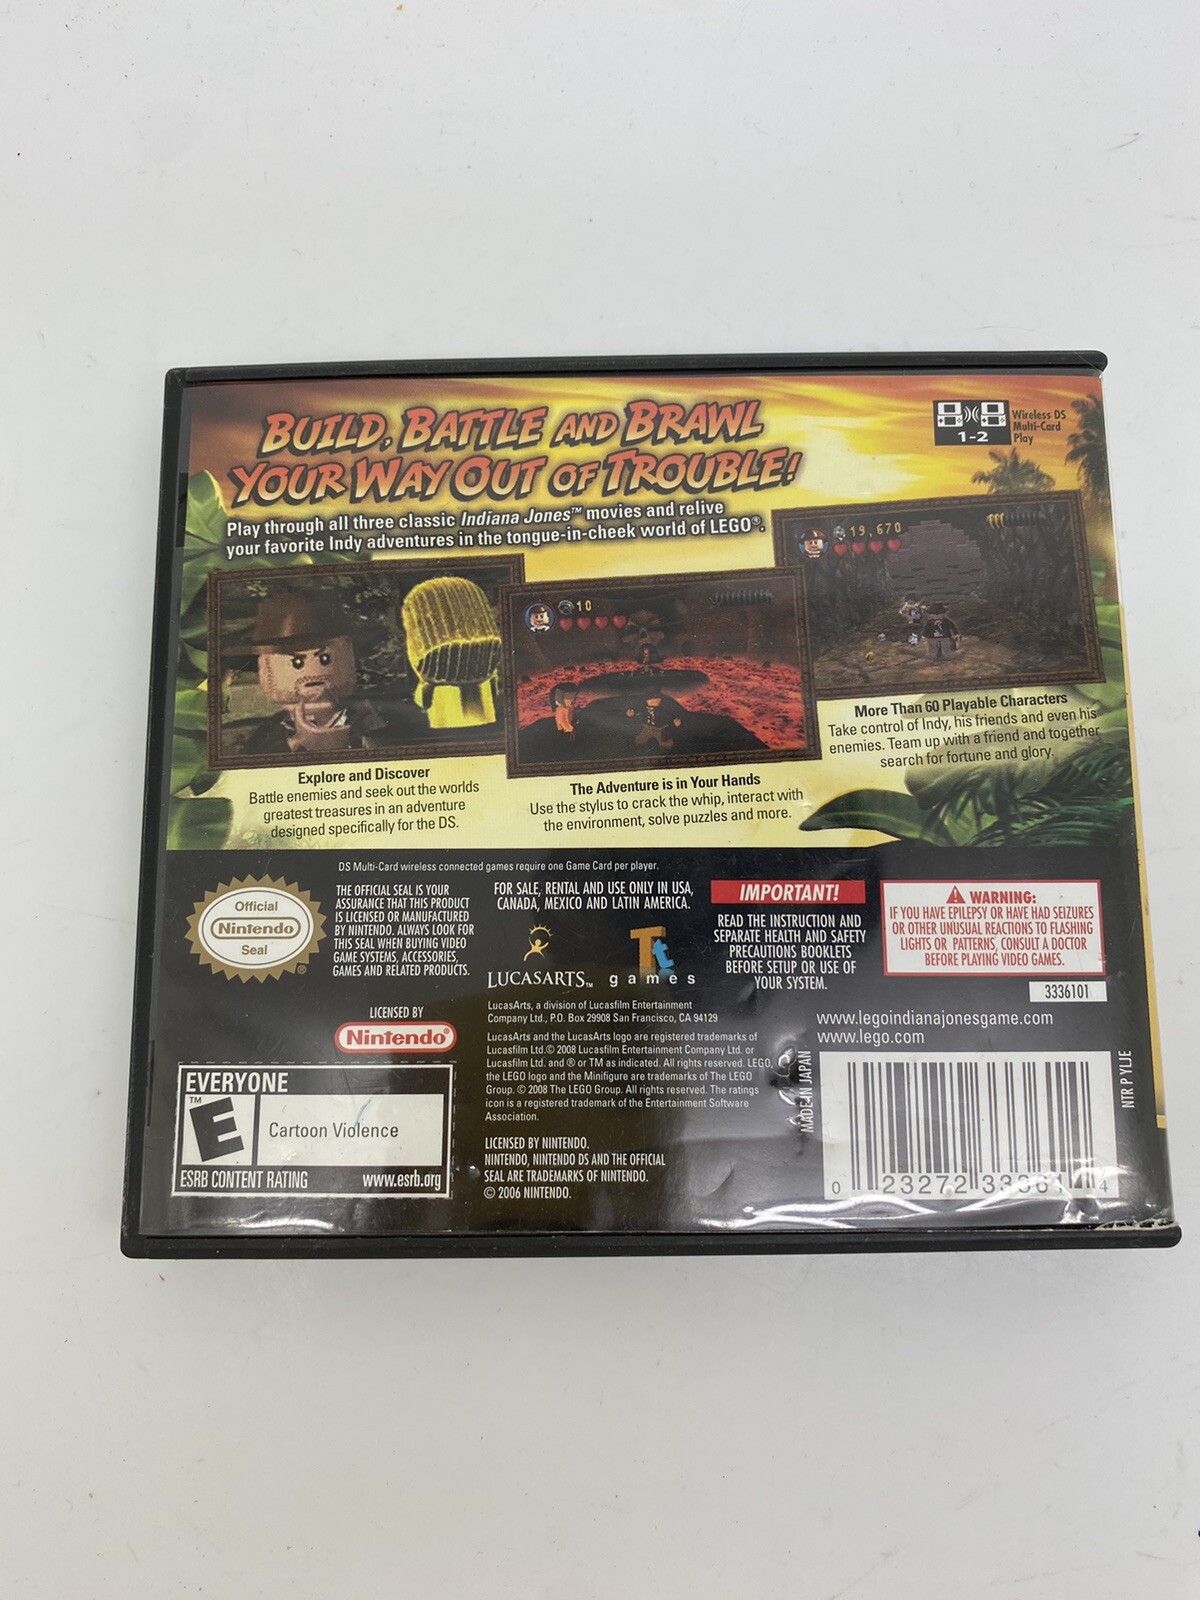 BUILD, BATTLE AND BRAWL
YOUR WAY OUT OF TROUBLE!
Play through all three classic Indiana Jones™ movies and relive
your favorite Indy adventures in the tongue-in-cheek world of LEGO®.
1-2
Wireless DS
Multi-Card
Play
10
19,670
Explore and Discover
Battle enemies and seek out the worlds
greatest treasures in an adventure
designed specifically for the DS.
The Adventure is in Your Hands
Use the stylus to crack the whip, interact with
the environment, solve puzzles and more.
More Than 60 Playable Characters
Take control of Indy, his friends and even his
enemies. Team up with a friend and together
search for fortune and glory.
DS Multi-Card wireless connected games require one Game Card per player.
Official
Nintendo
Seal
®
THE OFFICIAL SEAL IS YOUR
ASSURANCE THAT THIS PRODUCT
IS LICENSED OR MANUFACTURED
BY NINTENDO. ALWAYS LOOK FOR
THIS SEAL WHEN BUYING VIDEO
GAME SYSTEMS, ACCESSORIES,
GAMES AND RELATED PRODUCTS.
LICENSED BY
Nintendo®
EVERYONE
E
TM
Cartoon Violence
ESRB CONTENT RATING www.esrb.org
FOR SALE, RENTAL AND USE ONLY IN USA,
CANADA, MEXICO AND LATIN AMERICA.
LUCASARTS™
Tt
games
LucasArts, a division of Lucasfilm Entertainment
Company Ltd., P.O. Box 29908 San Francisco, CA 94129
LucasArts and the LucasArts logo are registered trademarks of
Lucasfilm Ltd.© 2008 Lucasfilm Entertainment Company Ltd. or
Lucasfilm Ltd. and ® or TM as indicated. All rights reserved. LEGO,
the LEGO logo and the Minifigure are trademarks of The LEGO
Group. © 2008 The LEGO Group. All rights reserved. The ratings
icon is a registered trademark of the Entertainment Software
Association.
LICENSED BY NINTENDO.
NINTENDO, NINTENDO DS AND THE OFFICIAL
SEAL ARE TRADEMARKS OF NINTENDO.
© 2006 NINTENDO.
IMPORTANT!
READ THE INSTRUCTION AND
SEPARATE HEALTH AND SAFETY
PRECAUTIONS BOOKLETS
BEFORE SETUP OR USE OF
YOUR SYSTEM.
WARNING:
IF YOU HAVE EPILEPSY OR HAVE HAD SEIZURES
OR OTHER UNUSUAL REACTIONS TO FLASHING
LIGHTS OR PATTERNS, CONSULT A DOCTOR
BEFORE PLAYING VIDEO GAMES.
3336101
www.legoindianajonesgame.com
www.lego.com
MADE IN JAPAN
0 23272 33361 4
NTR P YLJE